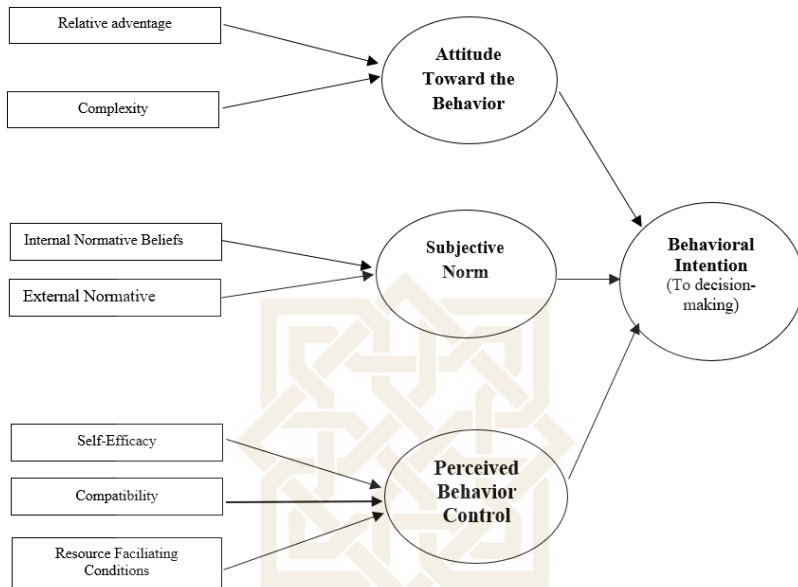 Relative adventage
Complexity
Attitude
Toward the
Behavior
Internal Normative Beliefs
External Normative
Subjective
Norm
Behavioral
Intention
(To decision-
making)
Self-Efficacy
Compatibility
Resource Faciliating
Conditions
Perceived
Behavior
Control